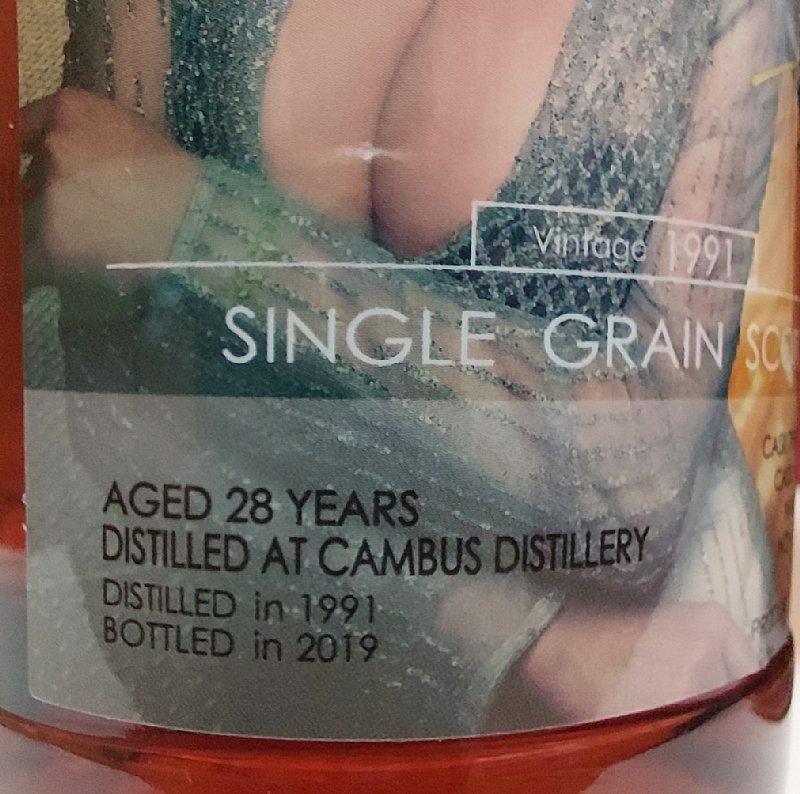 Vintage 1991
SINGLE GRAIN
AGED 28 YEARS
DISTILLED AT CAMBUS DISTILLERY
DISTILLED in 1991
BOTTLED in 2019